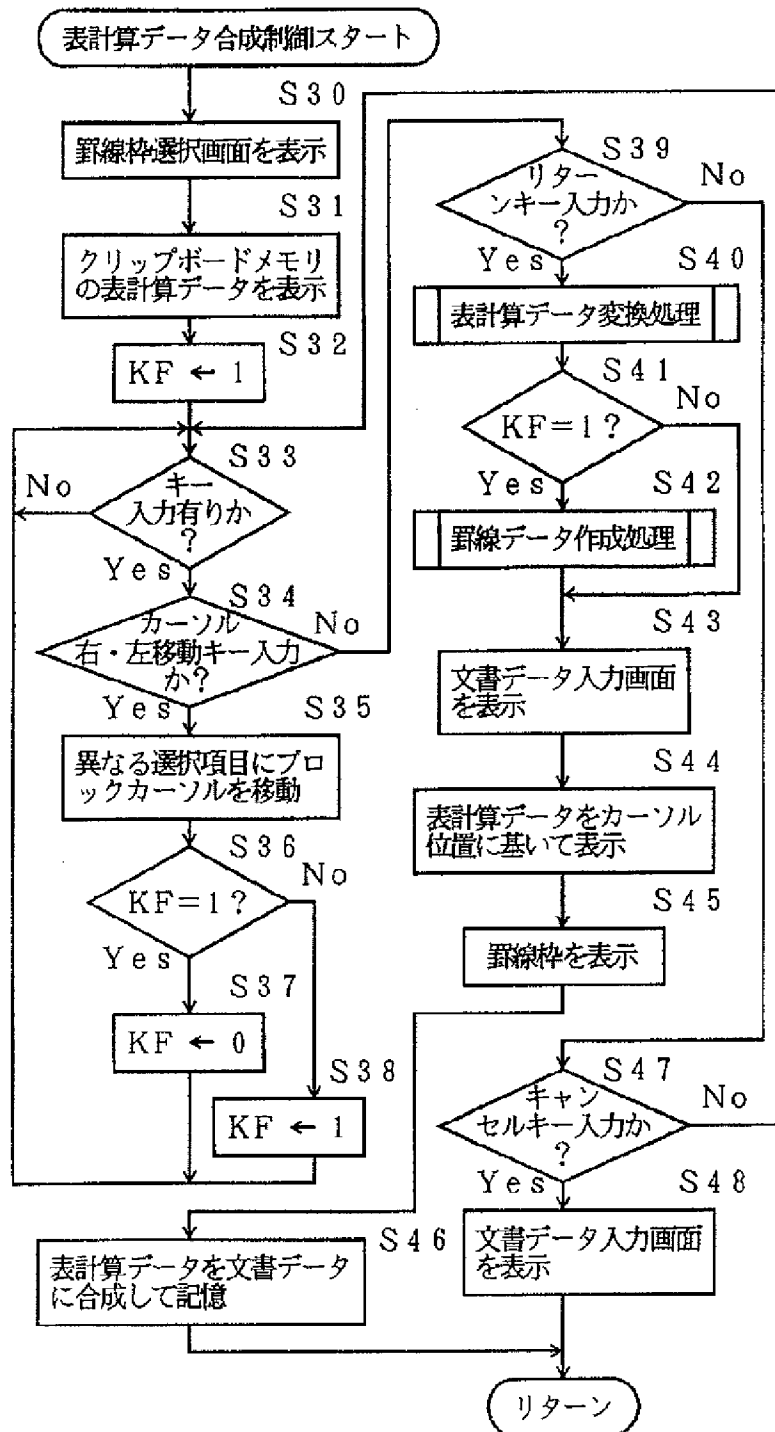 表計算データ合成制御スタート
S30
罫線枠選択画面を表示
S31
クリップボードメモリ
の表計算データを表示
S32
KF ← 1
S33
キー
入力有りか
?
No
Yes
S34
カーソル
右・左移動キー入力
か?
No
Yes
S35
異なる選択項目にブロ
ックカーソルを移動
S36
KF=1?
No
Yes
S37
KF ← 0
S38
KF ← 1
S39
リター
ンキー入力か
?
No
Yes
S40
表計算データ変換処理
S41
KF=1?
No
Yes
S42
罫線データ作成処理
S43
文書データ入力画面
を表示
S44
表計算データをカーソル
位置に基いて表示
S45
罫線枠を表示
S46
表計算データを文書データ
に合成して記憶
S47
キャン
セルキー入力か
?
No
Yes
S48
文書データ入力画面
を表示
リターン